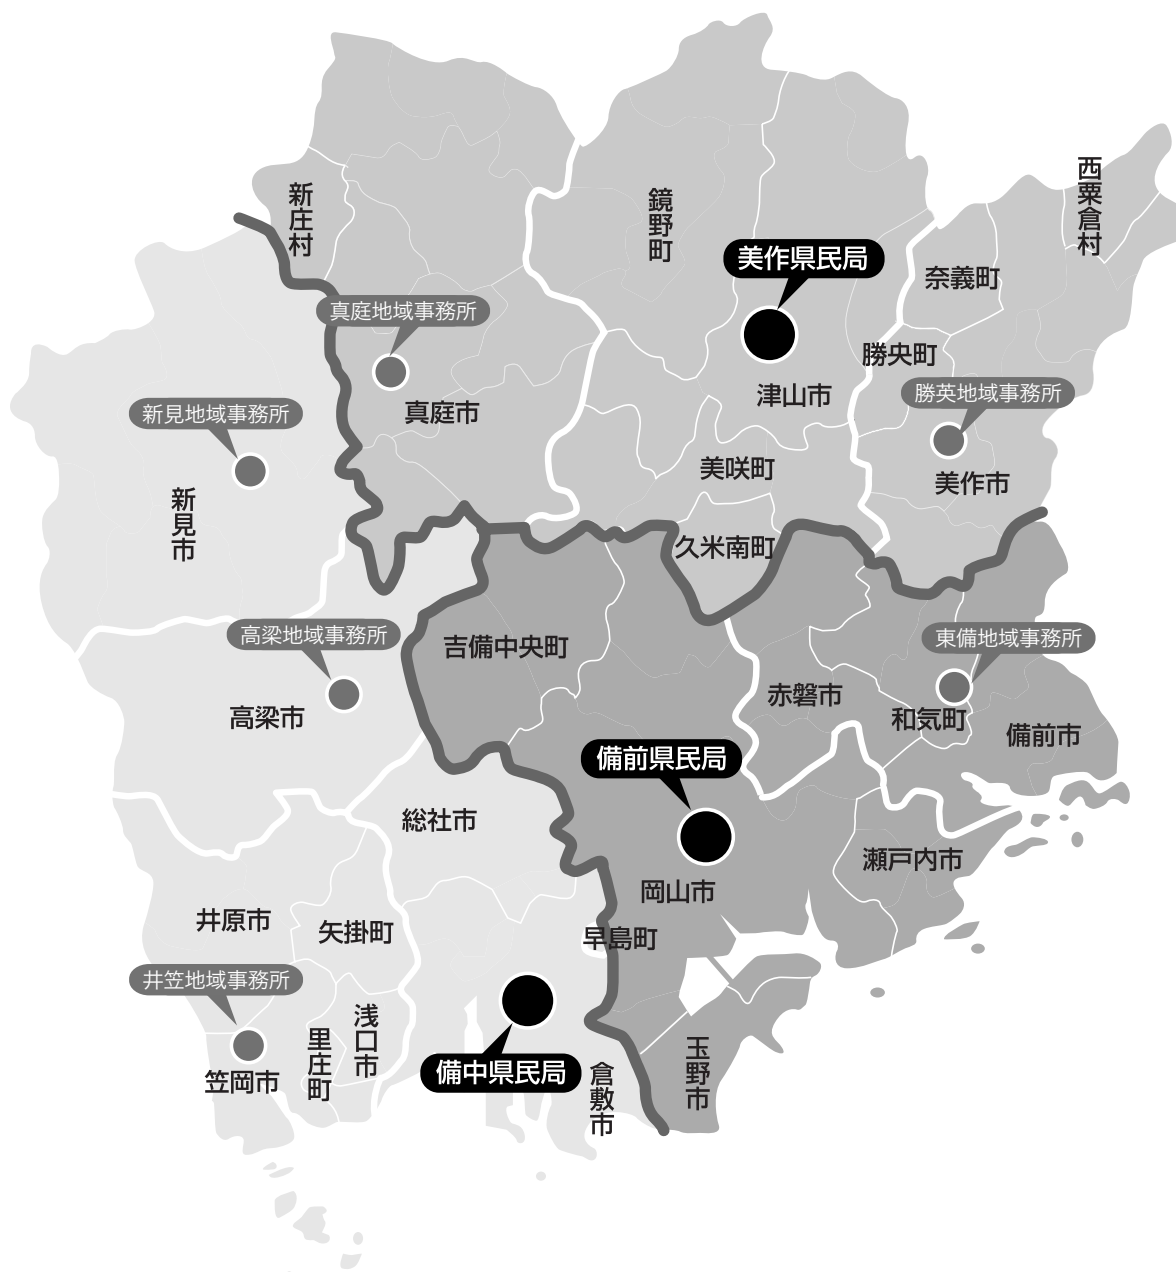 西粟倉村
新庄村
鏡野町
美作県民局
奈義町
真庭地域事務所
勝央町
津山市
勝英地域事務所
新見地域事務所
真庭市
美咲町
美作市
新見市
久米南町
高梁地域事務所
東備地域事務所
吉備中央町
赤磐市
高梁市
和気町
備前市
備前県民局
総社市
瀬戸内市
岡山市
井原市
矢掛町
早島町
井笠地域事務所
浅口市
里庄町
笠岡市
備中県民局
倉敷市
玉野市